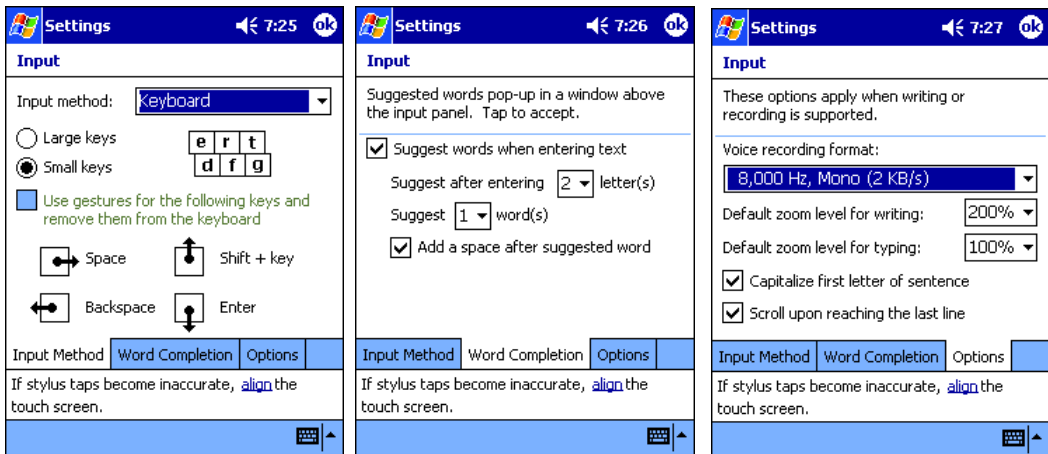 Settings 7:25 ok
Input
Input method: Keyboard
Large keys
Small keys
e r t
d f g
Use gestures for the following keys and
remove them from the keyboard
Space Shift + key
Backspace Enter
Input Method Word Completion Options
If stylus taps become inaccurate, align the
touch screen.
Settings 7:26 ok
Input
Suggested words pop-up in a window above
the input panel. Tap to accept.
Suggest words when entering text
Suggest after entering 2 letter(s)
Suggest 1 word(s)
Add a space after suggested word
Input Method Word Completion Options
If stylus taps become inaccurate, align the
touch screen.
Settings 7:27 ok
Input
These options apply when writing or
recording is supported.
Voice recording format:
8,000 Hz, Mono (2 KB/s)
Default zoom level for writing: 200%
Default zoom level for typing: 100%
Capitalize first letter of sentence
Scroll upon reaching the last line
Input Method Word Completion Options
If stylus taps become inaccurate, align the
touch screen.